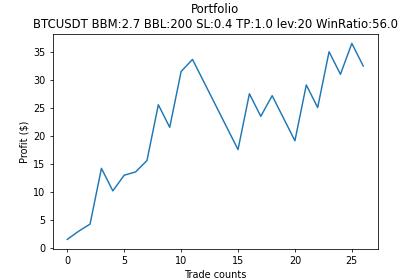 Portfolio
BTCUSDT BBM:2.7 BBL:200 SL:0.4 TP:1.0 lev:20 WinRatio:56.0
35
30
25
20
15
10
5
0
Profit ($)
0 5 10 15 20 25
Trade counts